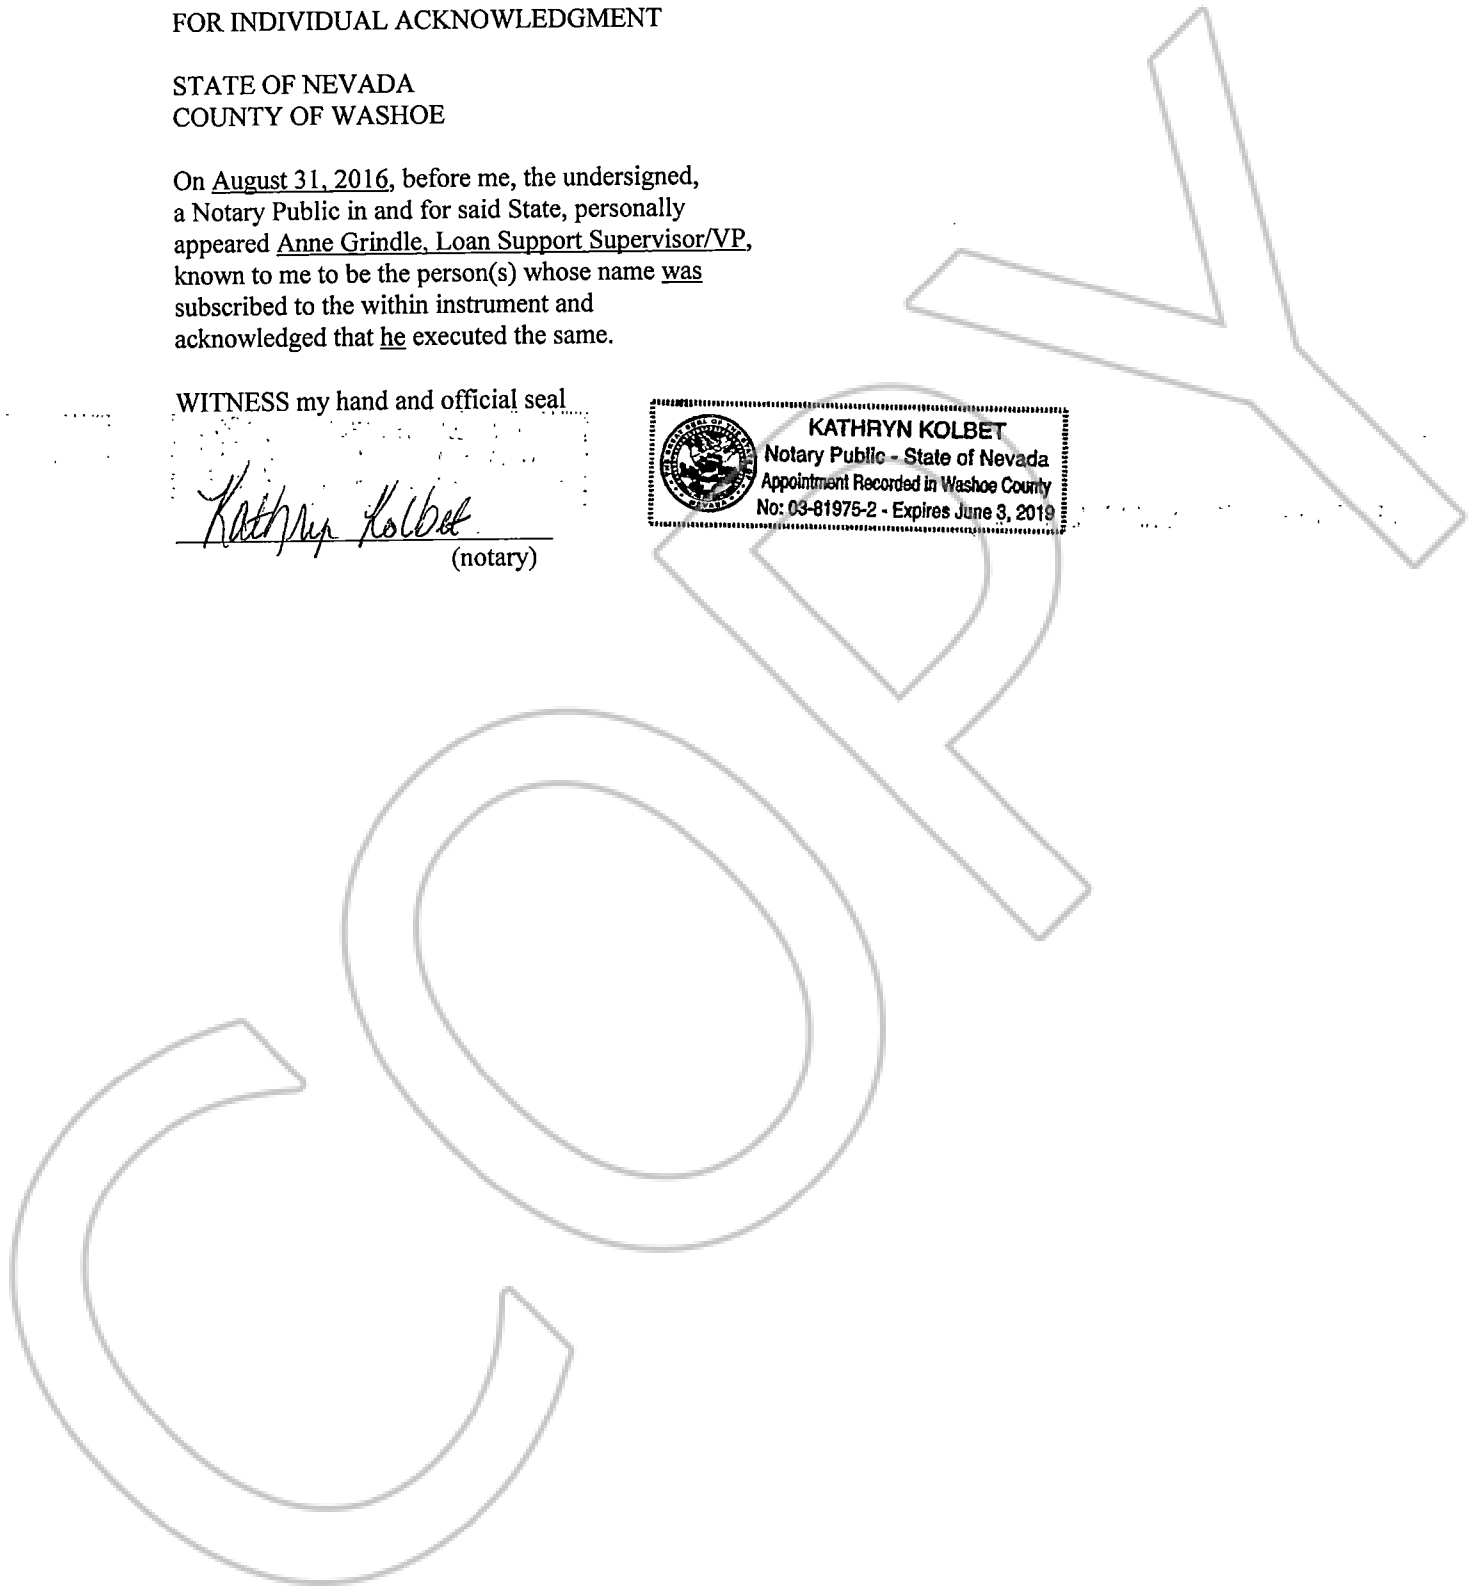 FOR INDIVIDUAL ACKNOWLEDGMENT
STATE OF NEVADA
COUNTY OF WASHOE
On August 31, 2016, before me, the undersigned,
a Notary Public in and for said State, personally
appeared Anne Grindle, Loan Support Supervisor/VP,
known to me to be the person(s) whose name was
subscribed to the within instrument and
acknowledged that he executed the same.
WITNESS my hand and official seal
Kathryn Kolbet
(notary)
KATHRYN KOLBET
Notary Public - State of Nevada
Appointment Recorded in Washoe County
No: 03-81975-2 - Expires June 3, 2019
COPY